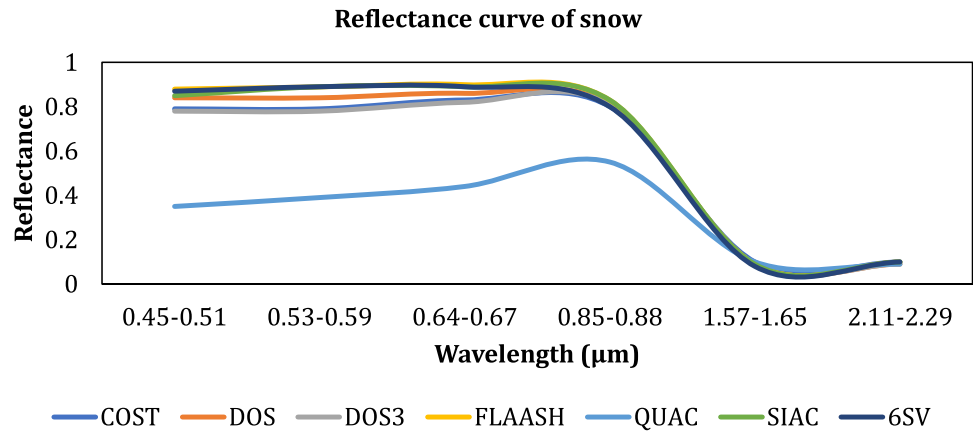 Reflectance curve of snow
1
0.8
0.6
0.4
0.2
0
Reflectance
0.45-0.51 0.53-0.59 0.64-0.67 0.85-0.88 1.57-1.65 2.11-2.29
Wavelength (µm)
COST DOS DOS3 FLAASH QUAC SIAC 6SV